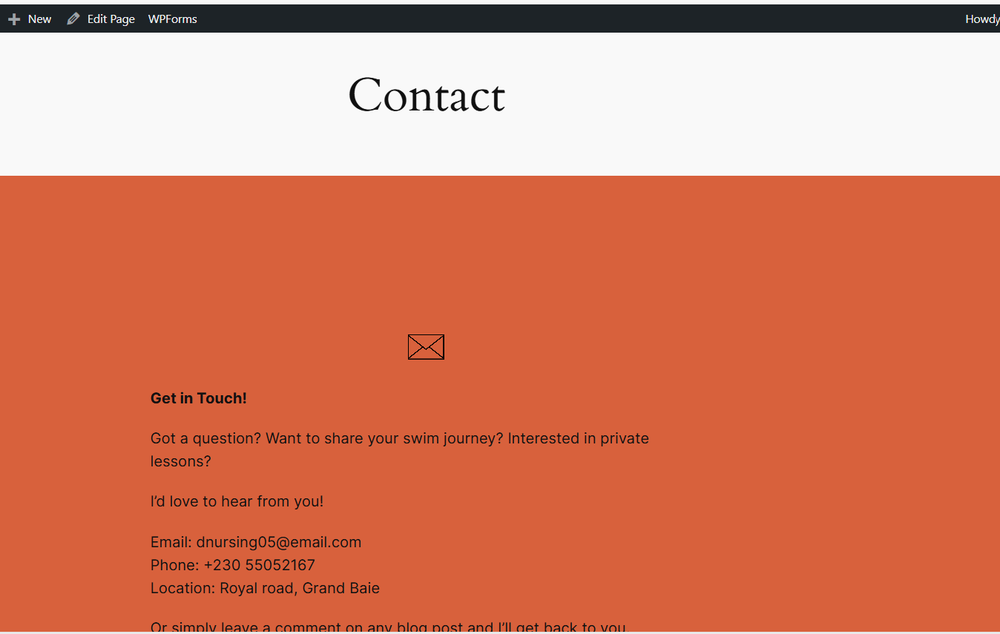 New Edit Page WPForms Howdy
Contact
Get in Touch!
Got a question? Want to share your swim journey? Interested in private
lessons?
I’d love to hear from you!
Email: dnursing05@email.com
Phone: +230 55052167
Location: Royal road, Grand Baie
Or simply leave a comment on any blog post and I’ll get back to you.